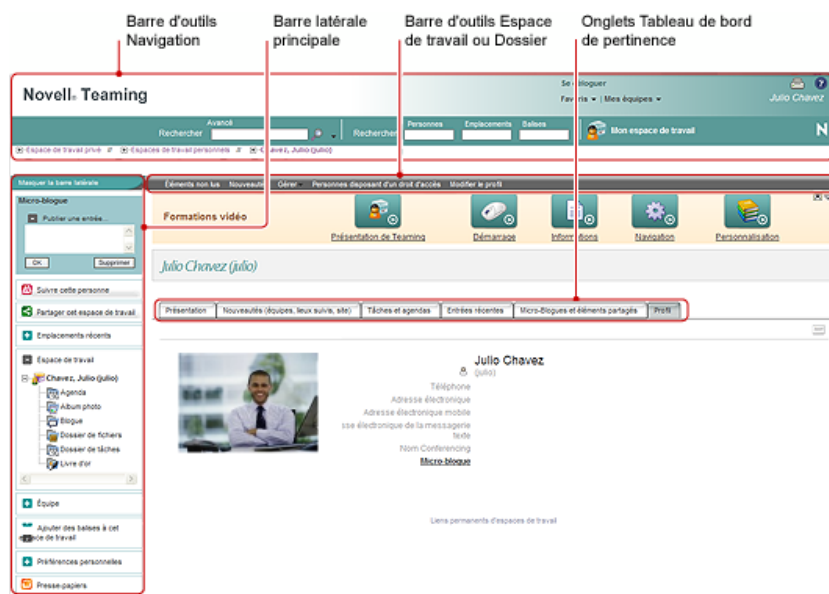 Barre d'outils
Navigation
Barre latérale
principale
Barre d'outils Espace
de travail ou Dossier
Onglets Tableau de bord
de pertinence
Novell® Teaming
Favoris | Mes équipes
Julio Chavez
Avancé
Personnes Emplacements Balises
Rechercher
Rechercher
Mon espace de travail
N
Espace de travail privé // Espaces de travail personnels // Chavez, Julio (julio)
Masquer la barre latérale
Éléments non lus Nouveautés Gérer Personnes disposant d'un droit d'accès Modifier le profil
Micro-blogue
Publier une entrée...
OK Supprimer
Formations vidéo
Présentation de Teaming
Démarrage
Informations
Navigation
Personnalisation
Julio Chavez (julio)
Suivre cette personne
Partager cet espace de travail
Emplacements récents
Espace de travail
Chavez, Julio (julio)
Agenda
Album photo
Blogue
Dossier de fichiers
Dossier de tâches
Livre d'or
Équipe
Ajouter des balises à cet
de travail
Préférences personnelles
Presse-papiers
Présentation
Nouveautés (équipes, lieux suivis, site)
Tâches et agendas
Entrées récentes
Micro-Blogues et éléments partagés
Profil
Julio Chavez
(julio)
Téléphone
Adresse électronique
Adresse électronique mobile
sse électronique de la messagerie
texte
Nom Conferencing
Micro-blogue
Liens permanents d'espaces de travail